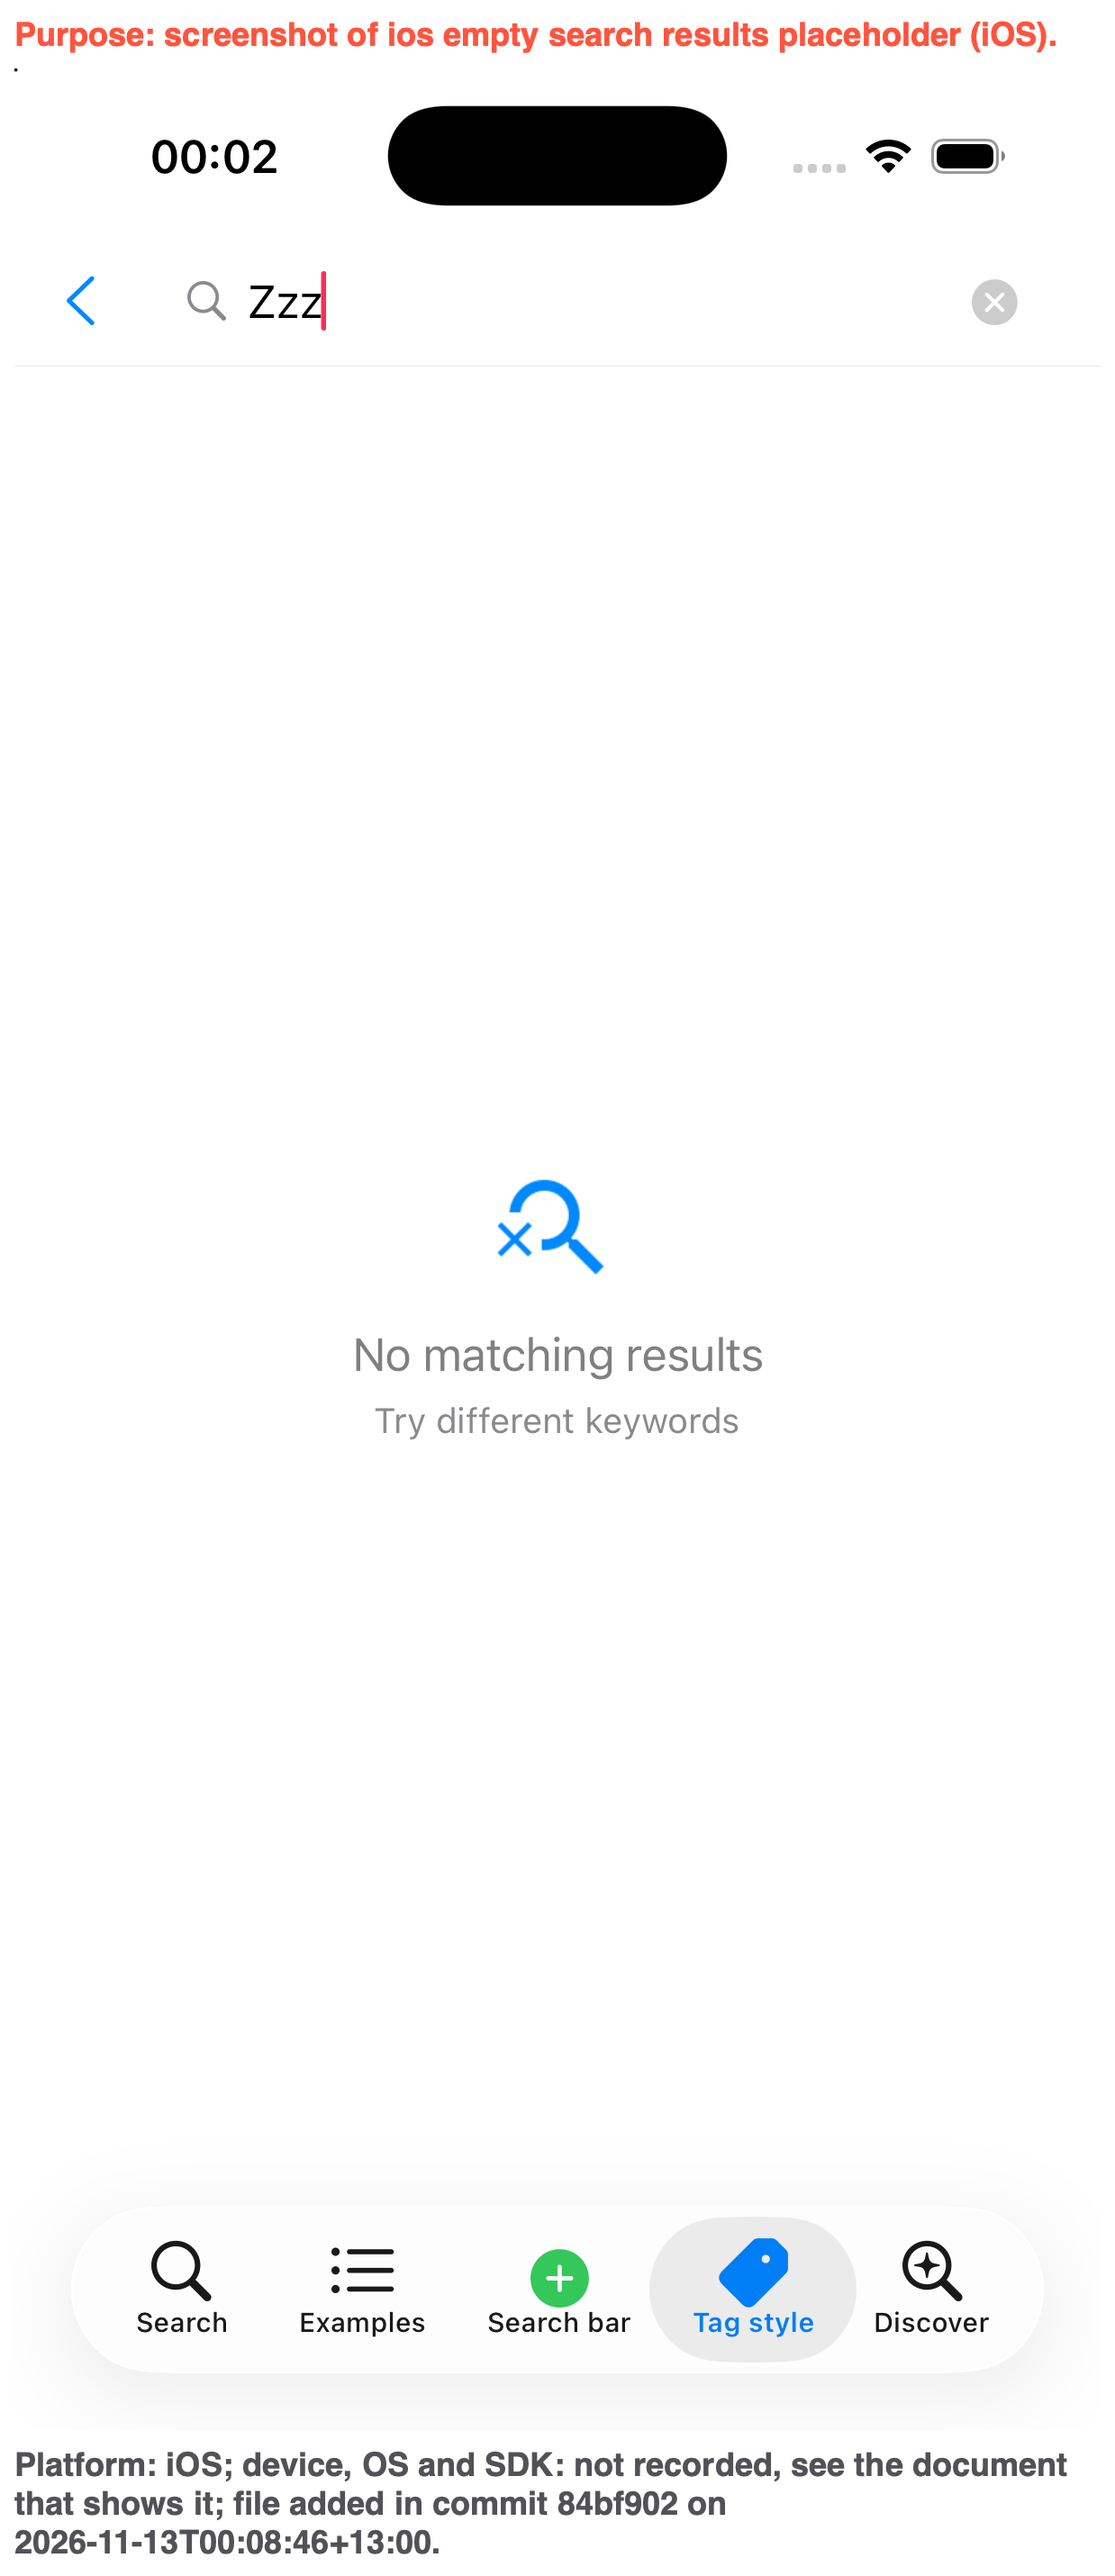 Purpose: screenshot of ios empty search results placeholder (iOS).
.
00:02
Zzz
No matching results
Try different keywords
Search
Examples
Search bar
Tag style
Discover
Platform: iOS; device, OS and SDK: not recorded, see the document
that shows it; file added in commit 84bf902 on
2026-11-13T00:08:46+13:00.